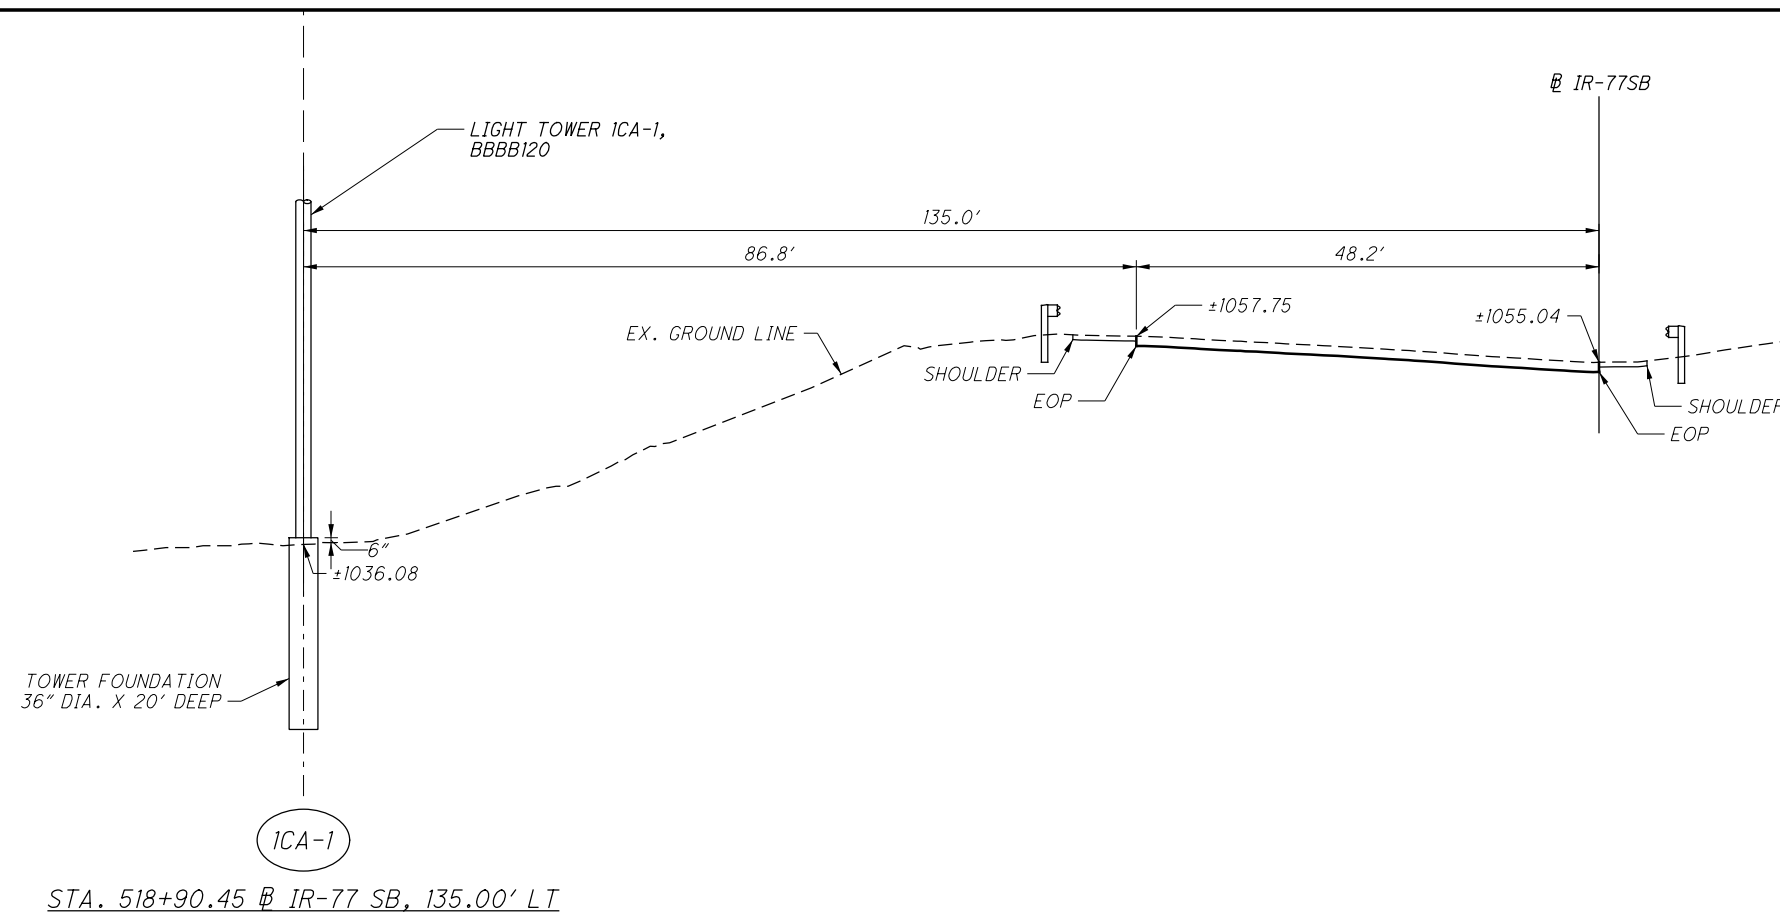 ℄ IR-77SB
LIGHT TOWER 1CA-1,
BBBB120
135.0'
86.8'
48.2'
±1057.75
±1055.04
EX. GROUND LINE
SHOULDER
EOP
SHOULDER
EOP
6"
±1036.08
TOWER FOUNDATION
36" DIA. X 20' DEEP
1CA-1
STA. 518+90.45 ℄ IR-77 SB, 135.00' LT